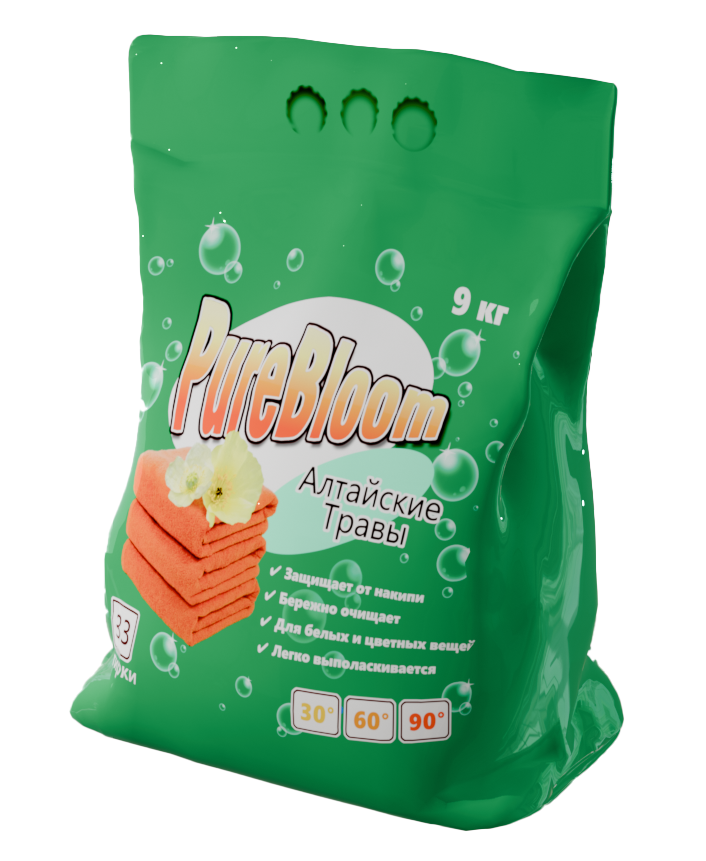 9 кг
PureBloom
Алтайские
Травы
Защищает от накипи
Бережно очищает
Для белых и цветных вещей
Легко выполаскивается
33
30° 60° 90°